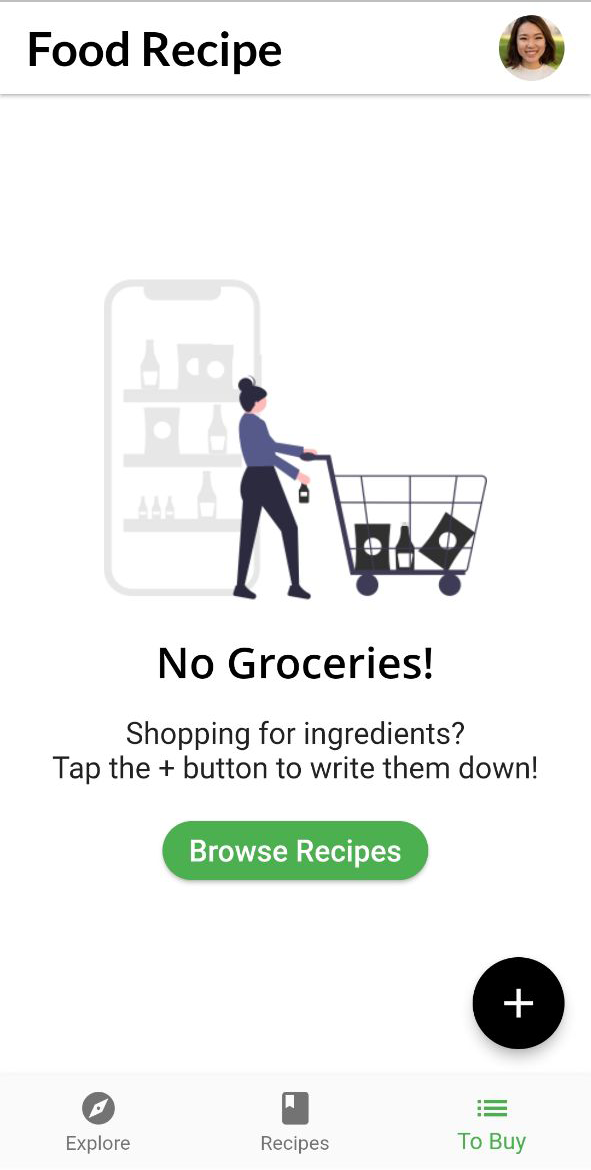 Food Recipe
No Groceries!
Shopping for ingredients?
Tap the + button to write them down!
Browse Recipes
+
Explore
Recipes
To Buy